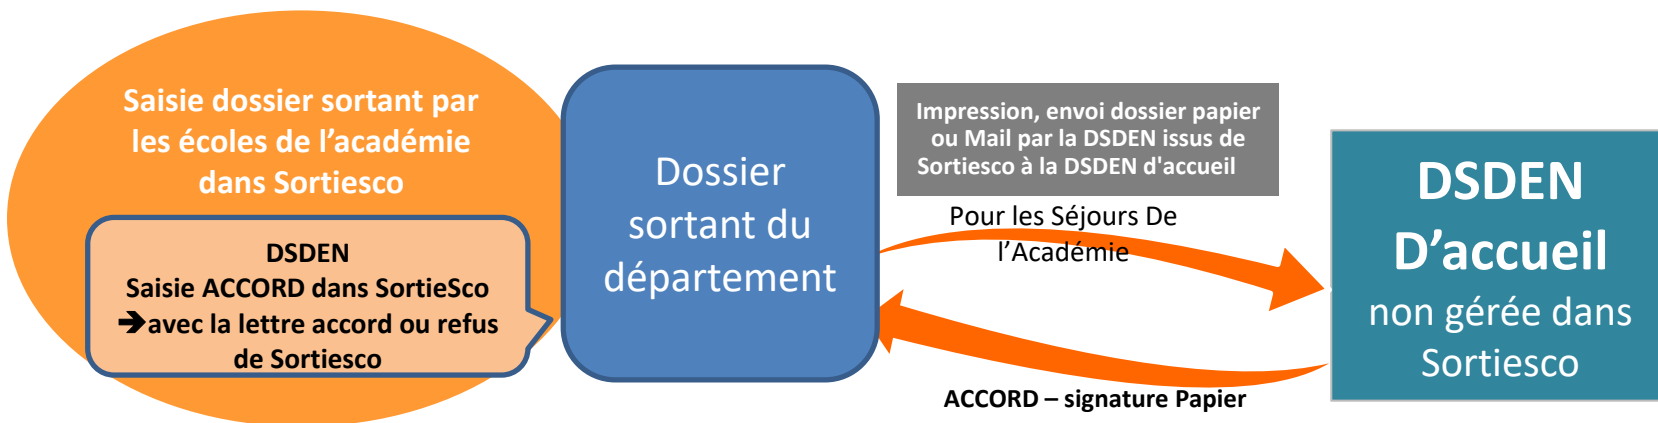 Saisie dossier sortant par
les écoles de l’académie
dans Sortiesco
DSDEN
Saisie ACCORD dans SortieSco
➔avec la lettre accord ou refus
de Sortiesco
Dossier
sortant du
département
Impression, envoi dossier papier
ou Mail par la DSDEN issus de
Sortiesco à la DSDEN d'accueil
Pour les Séjours De
l’Académie
ACCORD – signature Papier
DSDEN
D’accueil
non gérée dans
Sortiesco